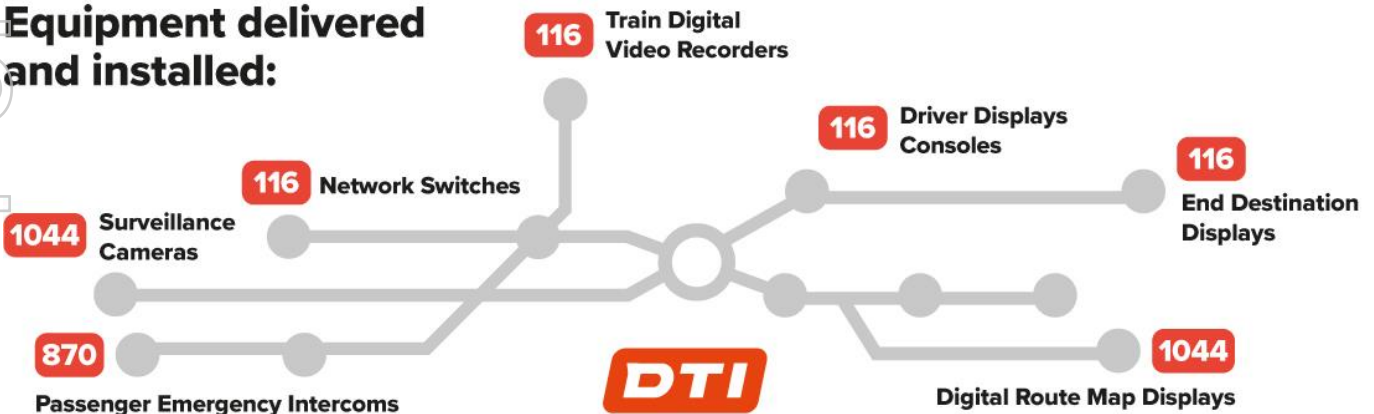 Equipment delivered
and installed:
116 Train Digital
Video Recorders
116 Driver Displays
Consoles
116
End Destination
Displays
116 Network Switches
1044 Surveillance
Cameras
870
Passenger Emergency Intercoms
DTI
1044
Digital Route Map Displays